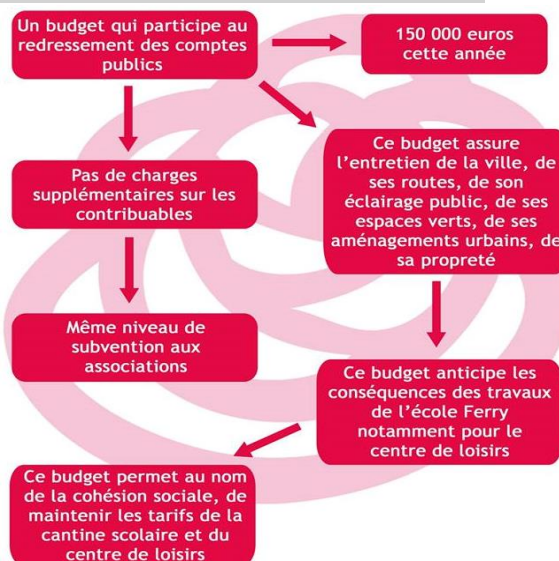 Un budget qui participe au
redressement des comptes
publics
150 000 euros
cette année
Pas de charges
supplémentaires sur les
contribuables
Ce budget assure
l’entretien de la ville, de
ses routes, de son
éclairage public, de ses
espaces verts, de ses
aménagements urbains, de
sa propreté
Même niveau de
subvention aux
associations
Ce budget anticipe les
conséquences des travaux
de l’école Ferry
notamment pour le
centre de loisirs
Ce budget permet au nom
de la cohésion sociale, de
maintenir les tarifs de la
cantine scolaire et du
centre de loisirs